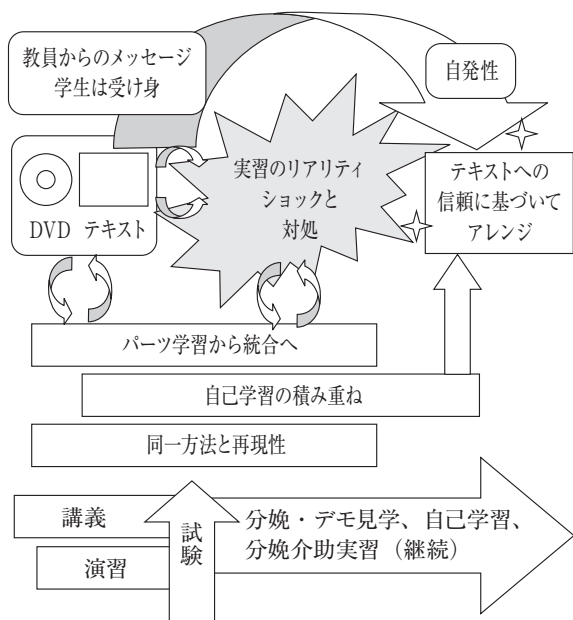 教員からのメッセージ
学生は受け身
自発性
実習のリアリティ
ショックと
対処
テキストへの
信頼に基づいて
アレンジ
DVD テキスト
パーツ学習から統合へ
自己学習の積み重ね
同一方法と再現性
講義
演習
試験
分娩・デモ見学、自己学習、
分娩介助実習（継続）